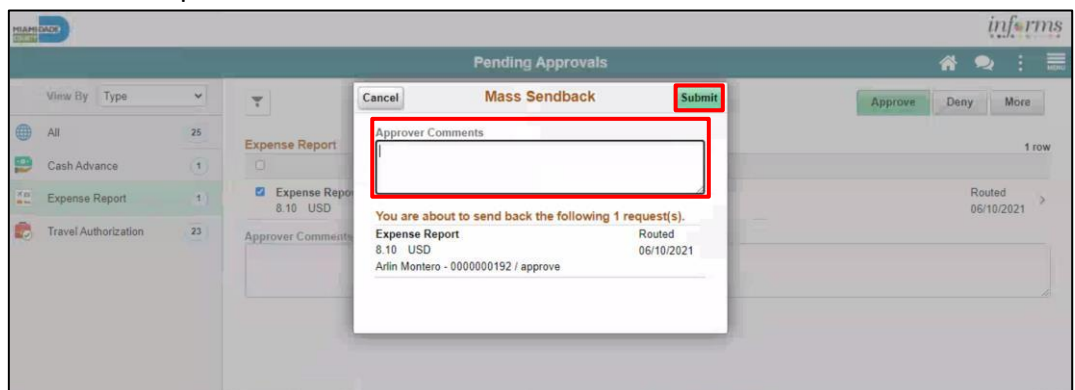 MIAMI-DADE
COUNTY
informs
Pending Approvals
MENU
View By Type
All 25
Cash Advance 1
Expense Report 1
Travel Authorization 23
Approve Deny More
Expense Report
1 row
Expense Repo
8.10 USD
Routed
06/10/2021
Approver Comments
Cancel Mass Sendback Submit
Approver Comments
You are about to send back the following 1 request(s).
Expense Report Routed
8.10 USD 06/10/2021
Arlin Montero - 0000000192 / approve